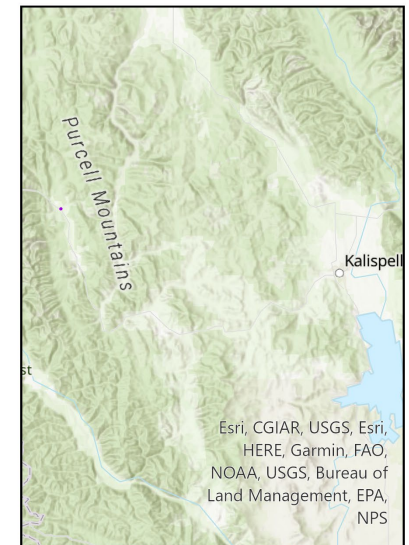 Purcell Mountains
Kalispell
st
Esri, CGIAR, USGS, Esri,
HERE, Garmin, FAO,
NOAA, USGS, Bureau of
Land Management, EPA,
NPS